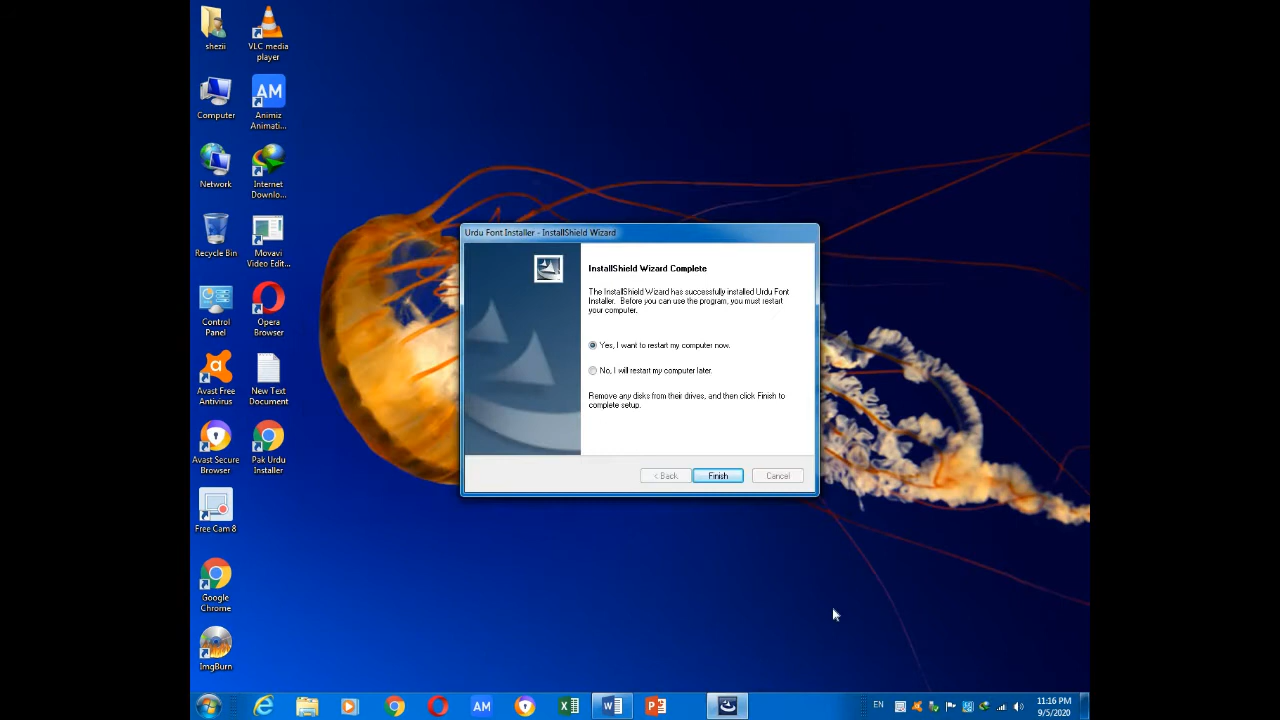 shezii
VLC media
player
Computer
AM
Animiz
Animati...
Network
Internet
Downlo...
Recycle Bin
Movavi
Video Edit...
Control
Panel
Opera
Browser
Avast Free
Antivirus
New Text
Document
Avast Secure
Browser
Pak Urdu
Installer
Free Cam 8
Google
Chrome
ImgBurn
Urdu Font Installer - InstallShield Wizard
InstallShield Wizard Complete
The InstallShield Wizard has successfully installed Urdu Font
Installer. Before you can use the program, you must restart
your computer.
Yes, I want to restart my computer now.
No, I will restart my computer later.
Remove any disks from their drives, and then click Finish to
complete setup.
< Back
Finish
Cancel
AM
EN
11:16 PM
9/5/2020